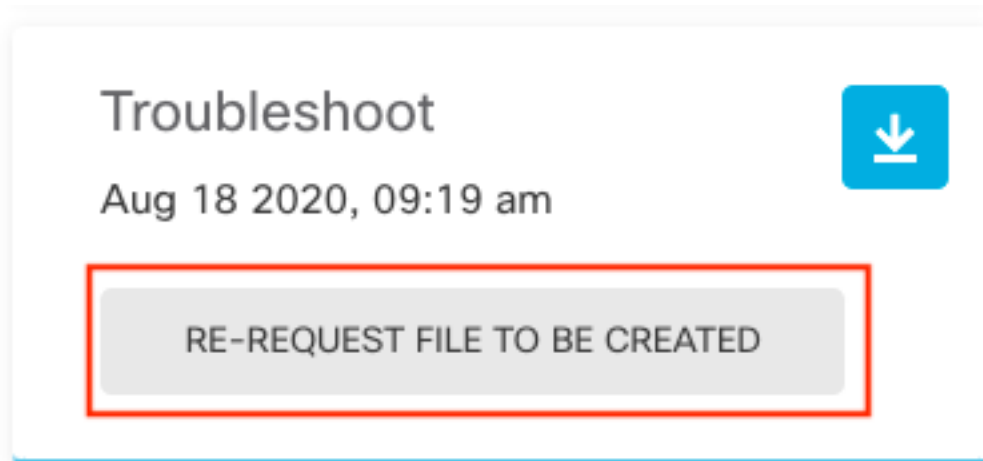 Troubleshoot
Aug 18 2020, 09:19 am
RE-REQUEST FILE TO BE CREATED